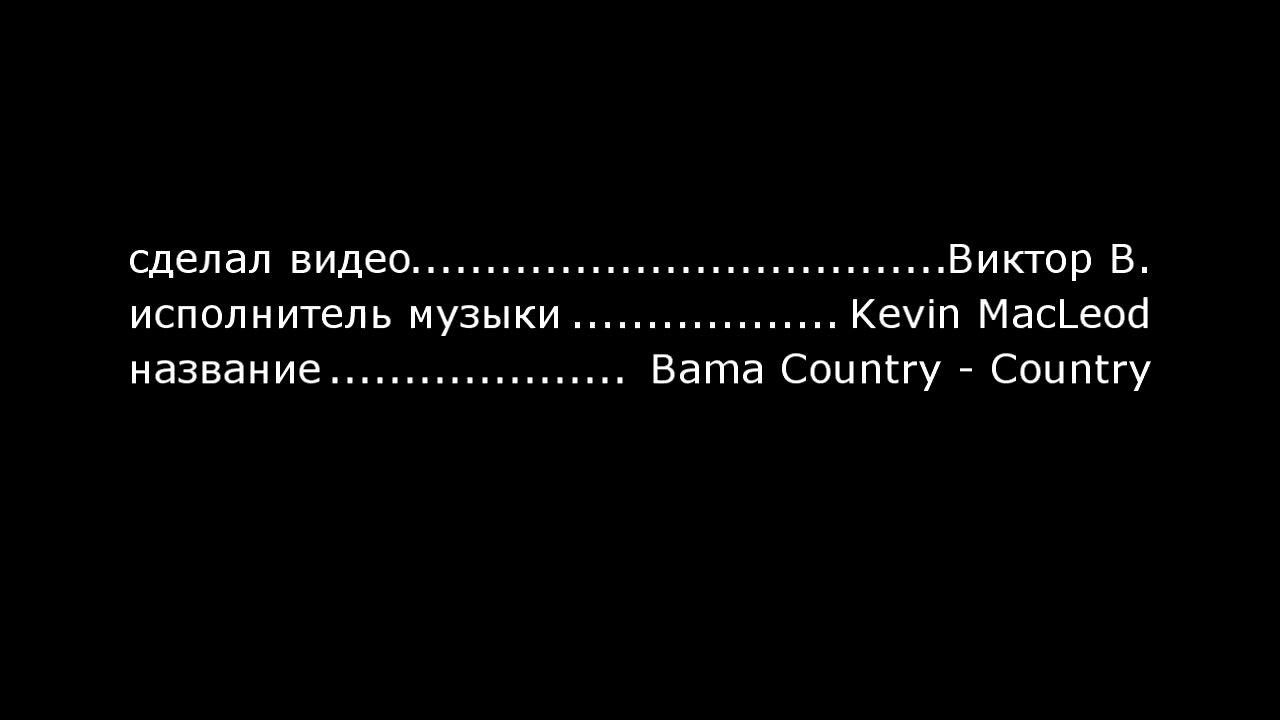 сделал видео....................................Виктор В.
исполнитель музыки .................. Kevin MacLeod
название .................... Bama Country - Country